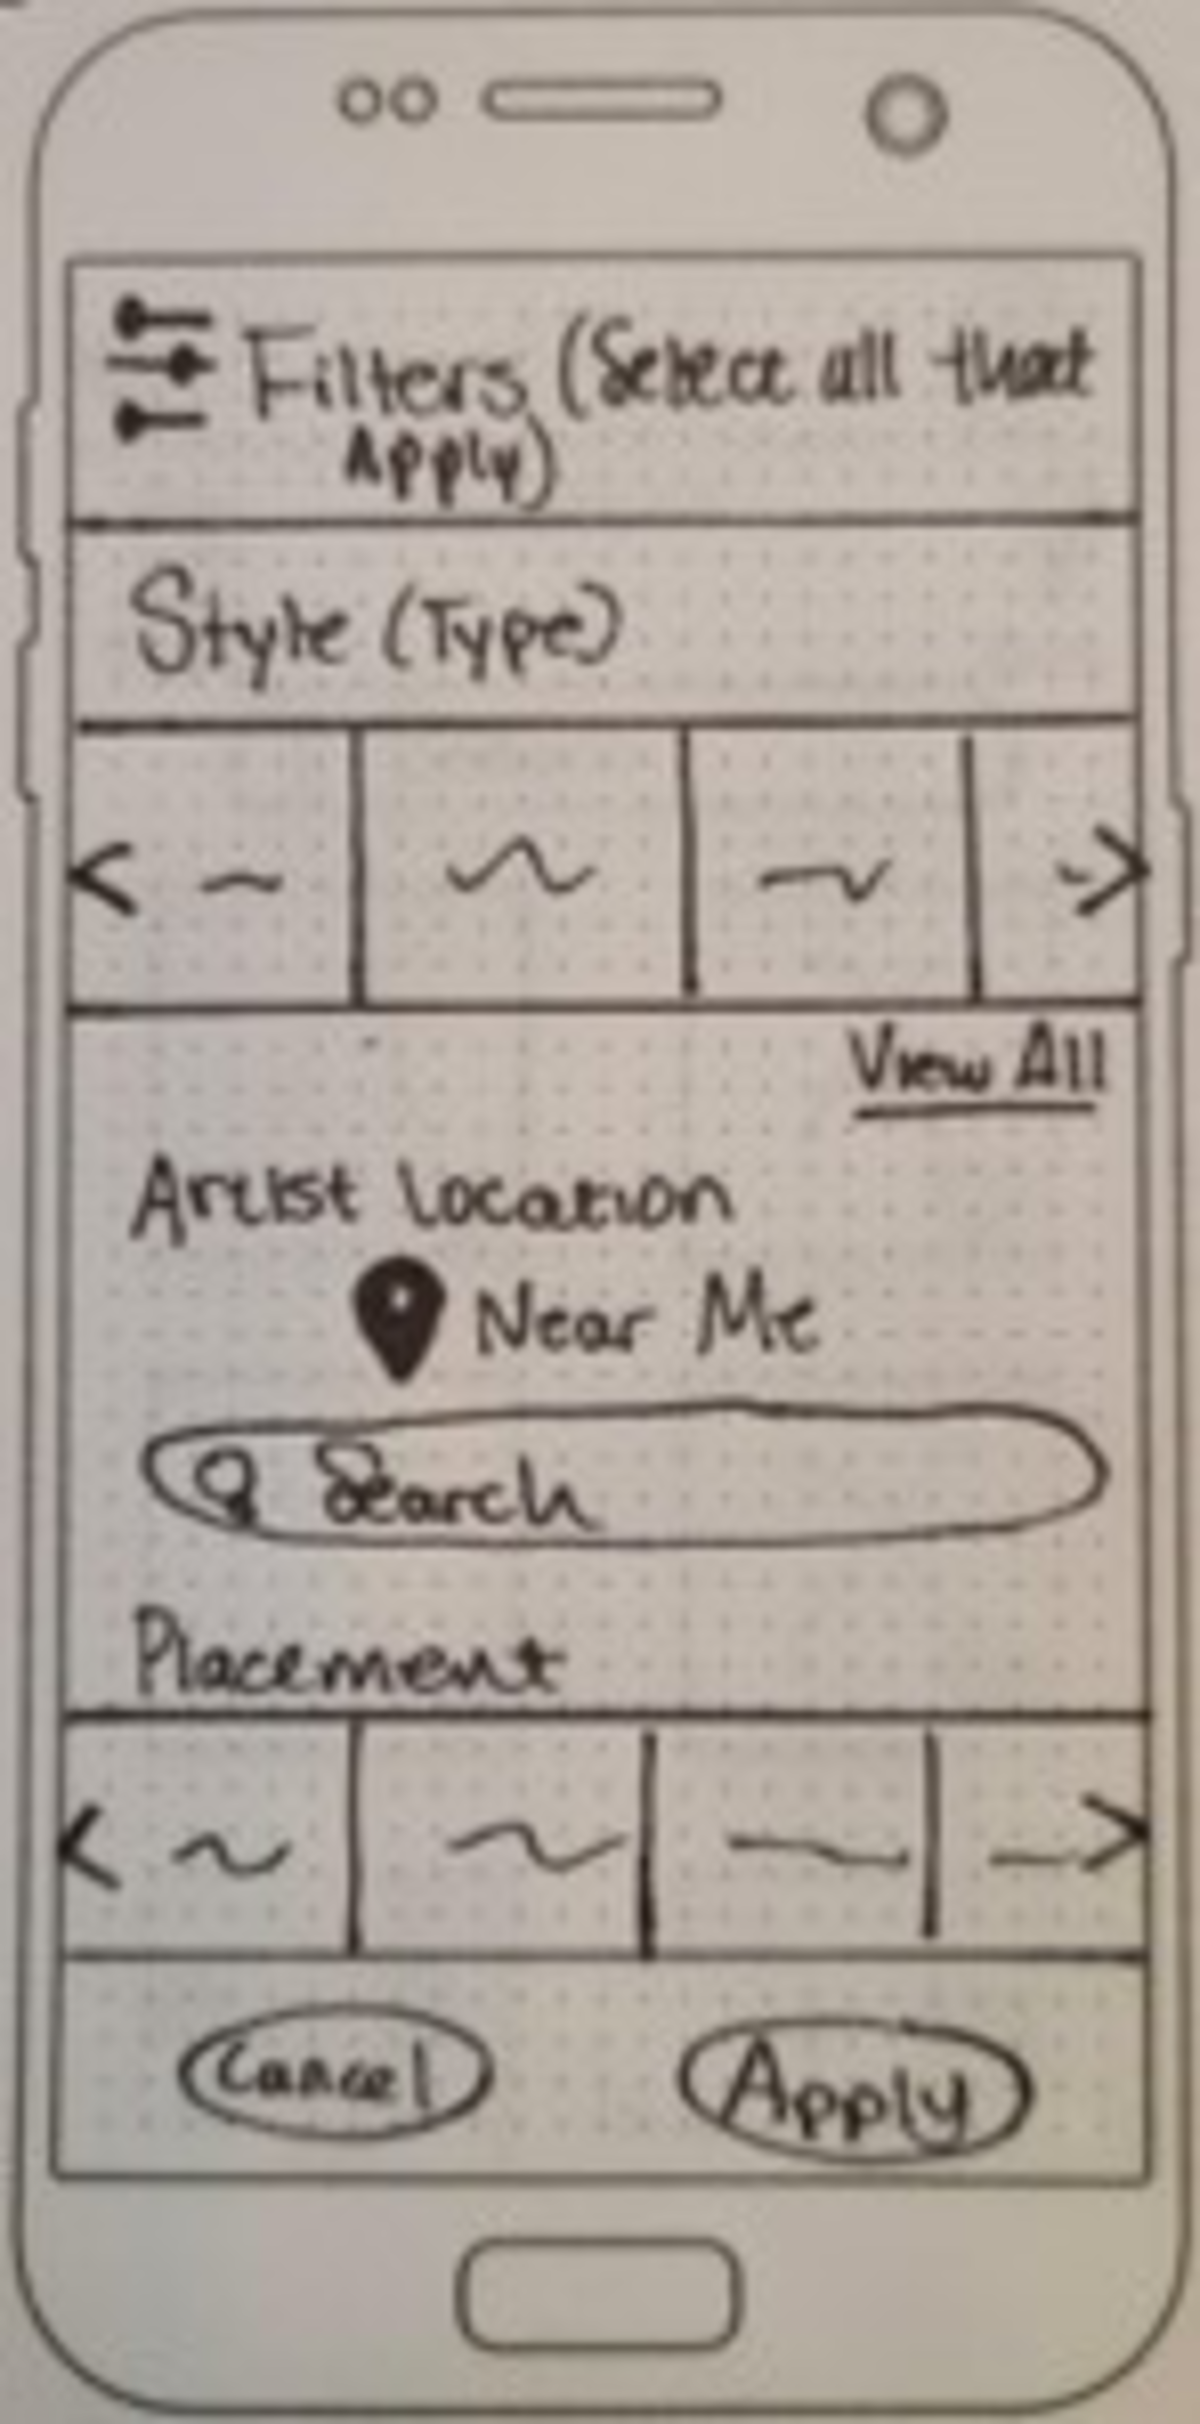 Filters (Select all that
Apply)
Style (Type)
View All
Artist Location
Near Me
Search
Placement
Cancel
Apply